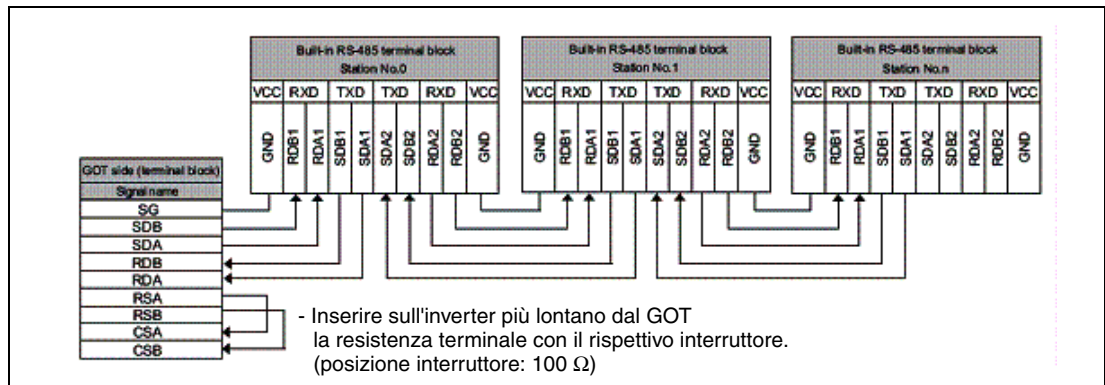 Built-in RS-485 terminal block
Station No.0
VCC RXD TXD TXD RXD VCC
GND RDB1 RDA1 SDB1 SDA1 SDA2 SDB2 RDA2 RDB2 GND
Built-in RS-485 terminal block
Station No.1
VCC RXD TXD TXD RXD VCC
GND RDB1 RDA1 SDB1 SDA1 SDA2 SDB2 RDA2 RDB2 GND
Built-in RS-485 terminal block
Station No.n
VCC RXD TXD TXD RXD VCC
GND RDB1 RDA1 SDB1 SDA1 SDA2 SDB2 RDA2 RDB2 GND
GOT side (terminal block)
Signal name
SG
SDB
SDA
RDB
RDA
RSA
RSB
CSA
CSB
- Inserire sull'inverter più lontano dal GOT
la resistenza terminale con il rispettivo interruttore.
(posizione interruttore: 100 Ω)